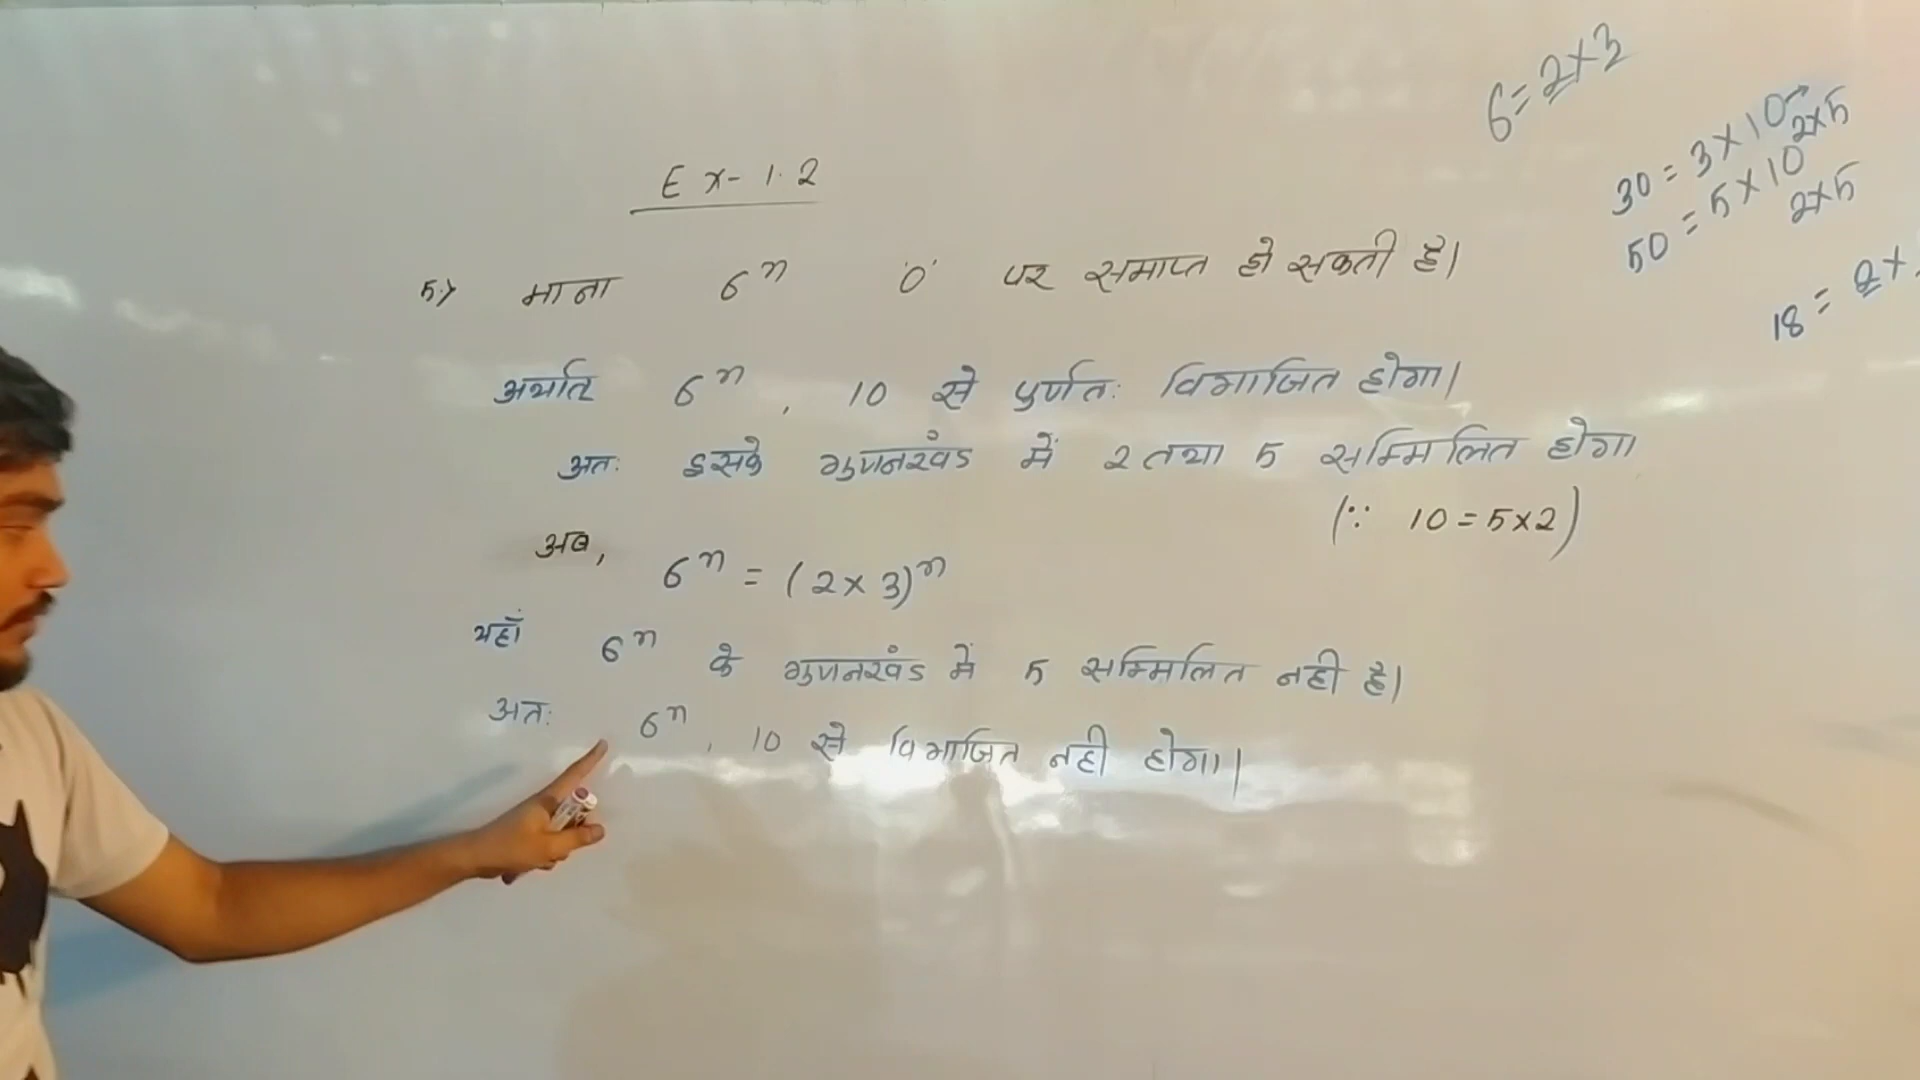 Ex-1.2
5.) माना 6ⁿ '0' पर समाप्त हो सकती है।
अर्थात 6ⁿ, 10 से पुर्णतः विभाजित होगा।
अतः इसके गुणनखंड में 2 तथा 5 सम्मिलित होगा
(∵ 10=5×2)
अब, 6ⁿ = (2×3)ⁿ
यहाँ 6ⁿ के गुणनखंड में 5 सम्मिलित नही है।
अतः 6ⁿ, 10 से विभाजित नही होगा।
6=2×3
30=3×10→2×5
50=5×10
2×5
18=2×